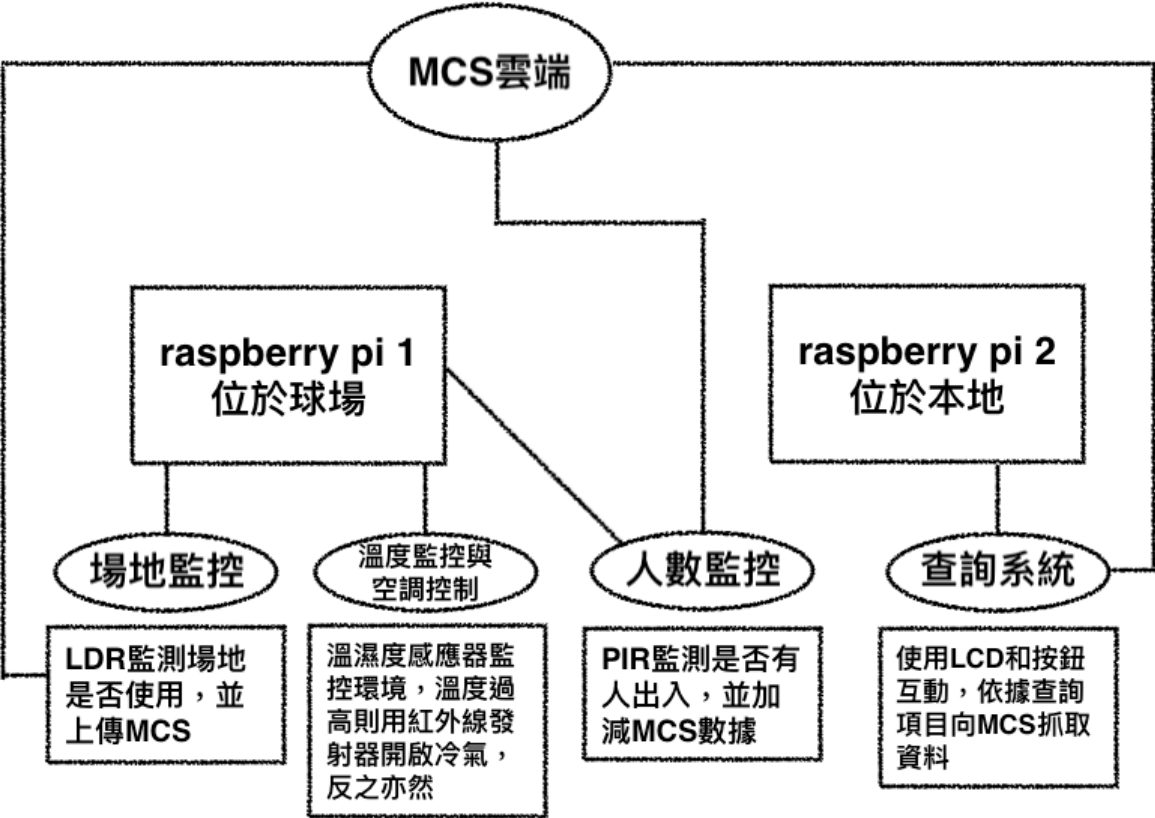 MCS雲端
raspberry pi 1
位於球場
raspberry pi 2
位於本地
場地監控
溫度監控與
空調控制
人數監控
查詢系統
LDR監測場地
是否使用，並
上傳MCS
溫濕度感應器監
控環境，溫度過
高則用紅外線發
射器開啟冷氣，
反之亦然
PIR監測是否有
人出入，並加
減MCS數據
使用LCD和按鈕
互動，依據查詢
項目向MCS抓取
資料